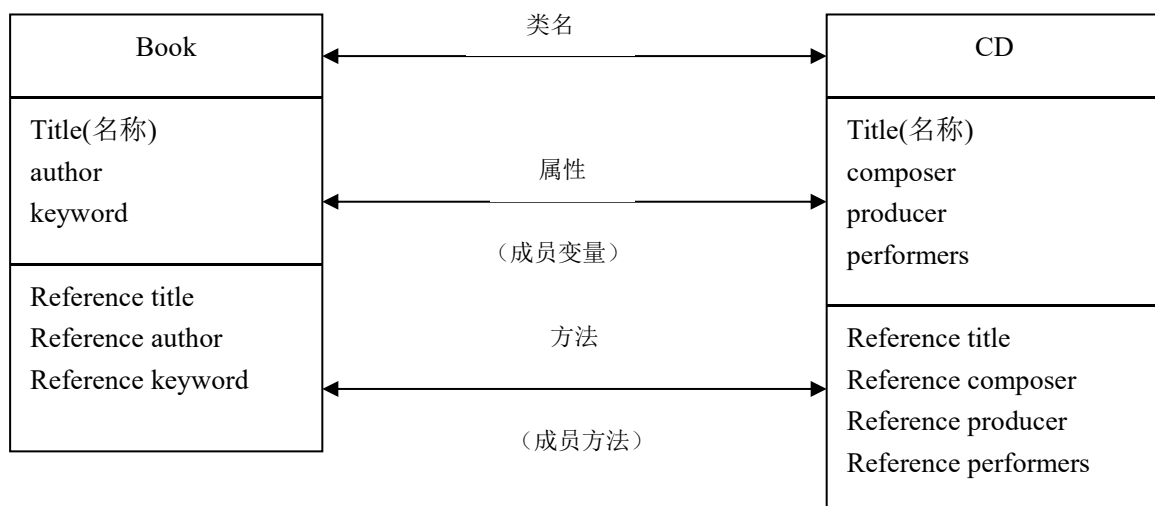 Book
Title(名称)
author
keyword
Reference title
Reference author
Reference keyword
类名
属性
（成员变量）
方法
（成员方法）
CD
Title(名称)
composer
producer
performers
Reference title
Reference composer
Reference producer
Reference performers